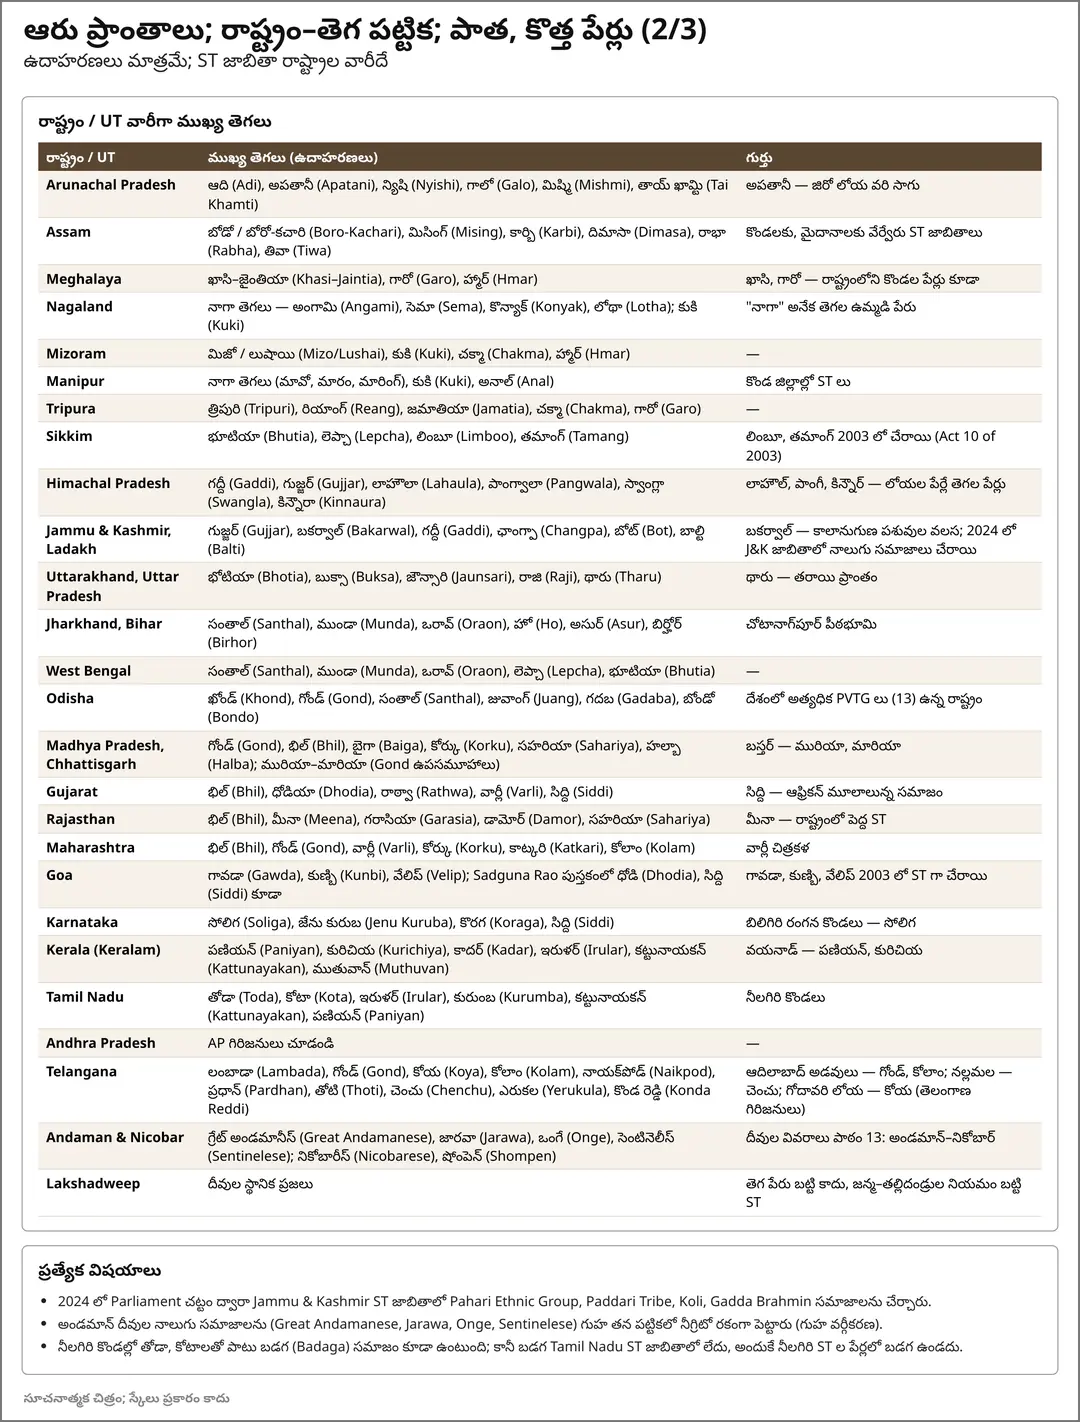 ఆరు ప్రాంతాలు; రాష్ట్రం–తెగ పట్టిక; పాత, కొత్త పేర్లు (2/3)
ఉదాహరణలు మాత్రమే; ST జాబితా రాష్ట్రాల వారీదే
రాష్ట్రం / UT వారీగా ముఖ్య తెగలు
రాష్ట్రం / UT ముఖ్య తెగలు (ఉదాహరణలు) గుర్తు
Arunachal Pradesh ఆది (Adi), అపతానీ (Apatani), న్యిషి (Nyishi), గాలో (Galo), మిష్మి (Mishmi), తాయ్ ఖామ్టి (Tai అపతానీ — జిరో లోయ వరి సాగు
Khamti)
Assam బోడో / బోరో-కచారి (Boro-Kachari), మిసింగ్ (Mising), కార్బి (Karbi), దిమాసా (Dimasa), రాభా కొండలకు, మైదానాలకు వేర్వేరు ST జాబితాలు
(Rabha), తివా (Tiwa)
Meghalaya ఖాసి–జైంతియా (Khasi–Jaintia), గారో (Garo), హ్మార్ (Hmar) ఖాసి, గారో — రాష్ట్రంలోని కొండల పేర్లు కూడా
Nagaland నాగా తెగలు — అంగామి (Angami), సెమా (Sema), కొన్యాక్ (Konyak), లోథా (Lotha); కుకి "నాగా" అనేక తెగల ఉమ్మడి పేరు
(Kuki)
Mizoram మిజో / లుషాయి (Mizo/Lushai), కుకి (Kuki), చక్మా (Chakma), హ్మార్ (Hmar) —
Manipur నాగా తెగలు (మావో, మారం, మారింగ్), కుకి (Kuki), అనాల్ (Anal) కొండ జిల్లాల్లో ST లు
Tripura త్రిపురి (Tripuri), రియాంగ్ (Reang), జమాతియా (Jamatia), చక్మా (Chakma), గారో (Garo) —
Sikkim భూటియా (Bhutia), లెప్చా (Lepcha), లింబూ (Limboo), తమాంగ్ (Tamang) లింబూ, తమాంగ్ 2003 లో చేరాయి (Act 10 of
2003)
Himachal Pradesh గద్దీ (Gaddi), గుజ్జర్ (Gujjar), లాహౌలా (Lahaula), పాంగ్వాలా (Pangwala), స్వాంగ్లా లాహౌల్, పాంగీ, కిన్నౌర్ — లోయల పేర్లే తెగల పేర్లు
(Swangla), కిన్నౌరా (Kinnaura)
Jammu & Kashmir, గుజ్జర్ (Gujjar), బకర్వాల్ (Bakarwal), గద్దీ (Gaddi), ఛాంగ్పా (Changpa), బోట్ (Bot), బాల్టి బకర్వాల్ — కాలానుగుణ పశువుల వలస; 2024 లో
Ladakh (Balti) J&K జాబితాలో నాలుగు సమాజాలు చేరాయి
Uttarakhand, Uttar భోటియా (Bhotia), బుక్సా (Buksa), జౌన్సారి (Jaunsari), రాజి (Raji), థారు (Tharu) థారు — తరాయి ప్రాంతం
Pradesh
Jharkhand, Bihar సంతాల్ (Santhal), ముండా (Munda), ఒరావ్ (Oraon), హో (Ho), అసుర్ (Asur), బిర్హోర్ చోటానాగ్‌పూర్ పీఠభూమి
(Birhor)
West Bengal సంతాల్ (Santhal), ముండా (Munda), ఒరావ్ (Oraon), లెప్చా (Lepcha), భూటియా (Bhutia) —
Odisha ఖోండ్ (Khond), గోండ్ (Gond), సంతాల్ (Santhal), జువాంగ్ (Juang), గదబ (Gadaba), బోండో దేశంలో అత్యధిక PVTG లు (13) ఉన్న రాష్ట్రం
(Bondo)
Madhya Pradesh, గోండ్ (Gond), భిల్ (Bhil), బైగా (Baiga), కోర్కు (Korku), సహరియా (Sahariya), హల్బా బస్తర్ — మురియా, మారియా
Chhattisgarh (Halba); మురియా–మారియా (Gond ఉపసమూహాలు)
Gujarat భిల్ (Bhil), ధోడియా (Dhodia), రాఠ్వా (Rathwa), వార్లీ (Varli), సిద్ది (Siddi) సిద్ది — ఆఫ్రికన్ మూలాలున్న సమాజం
Rajasthan భిల్ (Bhil), మీనా (Meena), గరాసియా (Garasia), డామోర్ (Damor), సహరియా (Sahariya) మీనా — రాష్ట్రంలో పెద్ద ST
Maharashtra భిల్ (Bhil), గోండ్ (Gond), వార్లీ (Varli), కోర్కు (Korku), కాట్కరి (Katkari), కోలాం (Kolam) వార్లీ చిత్రకళ
Goa గావడా (Gawda), కుణ్బి (Kunbi), వేలిప్ (Velip); Sadguna Rao పుస్తకంలో ధోడి (Dhodia), సిద్ది గావడా, కుణ్బి, వేలిప్ 2003 లో ST గా చేరాయి
(Siddi) కూడా
Karnataka సోలిగ (Soliga), జేను కురుబ (Jenu Kuruba), కొరగ (Koraga), సిద్ది (Siddi) బిలిగిరి రంగన కొండలు — సోలిగ
Kerala (Keralam) పణియన్ (Paniyan), కురిచియ (Kurichiya), కాదర్ (Kadar), ఇరుళర్ (Irular), కట్టునాయకన్ వయనాడ్ — పణియన్, కురిచియ
(Kattunayakan), ముతువాన్ (Muthuvan)
Tamil Nadu తోడా (Toda), కోటా (Kota), ఇరుళర్ (Irular), కురుంబ (Kurumba), కట్టునాయకన్ నీలగిరి కొండలు
(Kattunayakan), పణియన్ (Paniyan)
Andhra Pradesh AP గిరిజనులు చూడండి —
Telangana లంబాడా (Lambada), గోండ్ (Gond), కోయ (Koya), కోలాం (Kolam), నాయక్‌పోడ్ (Naikpod), ఆదిలాబాద్ అడవులు — గోండ్, కోలాం; నల్లమల —
ప్రధాన్ (Pardhan), తోటి (Thoti), చెంచు (Chenchu), ఎరుకల (Yerukula), కొండ రెడ్డి (Konda చెంచు; గోదావరి లోయ — కోయ (తెలంగాణ
Reddi) గిరిజనులు)
Andaman & Nicobar గ్రేట్ అండమానీస్ (Great Andamanese), జారవా (Jarawa), ఒంగే (Onge), సెంటినెలీస్ దీవుల వివరాలు పాఠం 13: అండమాన్–నికోబార్
(Sentinelese); నికోబారీస్ (Nicobarese), షోంపెన్ (Shompen)
Lakshadweep దీవుల స్థానిక ప్రజలు తెగ పేరు బట్టి కాదు, జన్మ–తల్లిదండ్రుల నియమం బట్టి
ST
ప్రత్యేక విషయాలు
• 2024 లో Parliament చట్టం ద్వారా Jammu & Kashmir ST జాబితాలో Pahari Ethnic Group, Paddari Tribe, Koli, Gadda Brahmin సమాజాలను చేర్చారు.
• అండమాన్ దీవుల నాలుగు సమాజాలను (Great Andamanese, Jarawa, Onge, Sentinelese) గుహ తన పట్టికలో నీగ్రిటో రకంగా పెట్టారు (గుహ వర్గీకరణ).
• నీలగిరి కొండల్లో తోడా, కోటాలతో పాటు బడగ (Badaga) సమాజం కూడా ఉంటుంది; కానీ బడగ Tamil Nadu ST జాబితాలో లేదు, అందుకే నీలగిరి ST ల పేర్లలో బడగ ఉండదు.
సూచనాత్మక చిత్రం; స్కేలు ప్రకారం కాదు